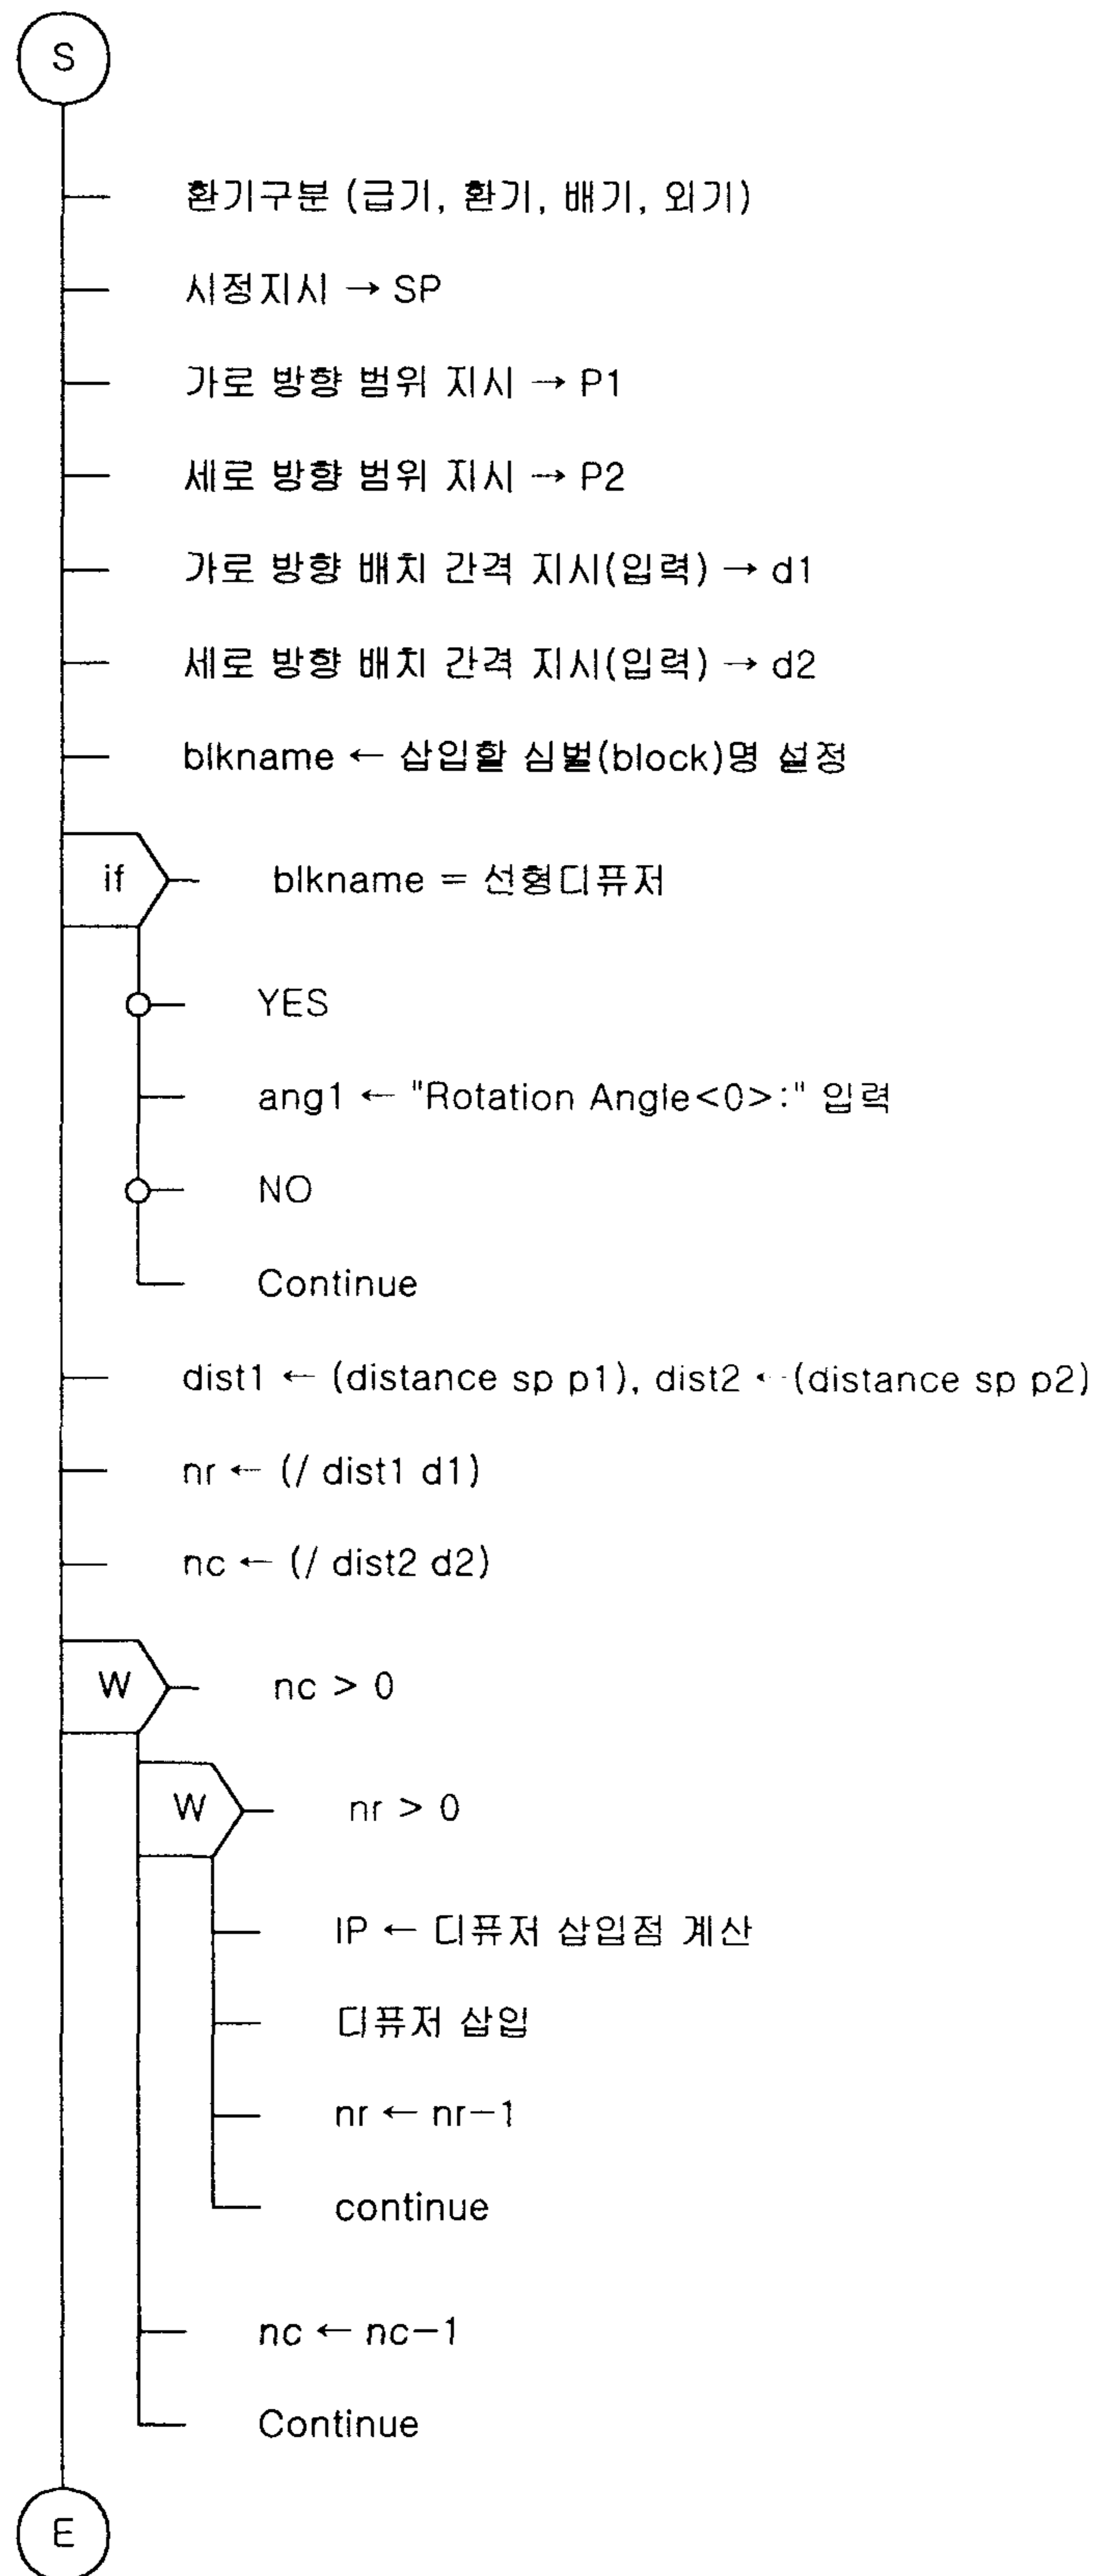 S
환기구분 (급기, 환기, 배기, 외기)
시정지시 → SP
가로 방향 범위 지시 → P1
세로 방향 범위 지시 → P2
가로 방향 배치 간격 지시(입력) → d1
세로 방향 배치 간격 지시(입력) → d2
blkname ← 삽입할 심벌(block)명 설정
if blkname = 선형디퓨저
YES
ang1 ← "Rotation Angle<0>:" 입력
NO
Continue
dist1 ← (distance sp p1), dist2 ← (distance sp p2)
nr ← (/ dist1 d1)
nc ← (/ dist2 d2)
W nc > 0
W nr > 0
IP ← 디퓨저 삽입점 계산
디퓨저 삽입
nr ← nr-1
continue
nc ← nc-1
Continue
E